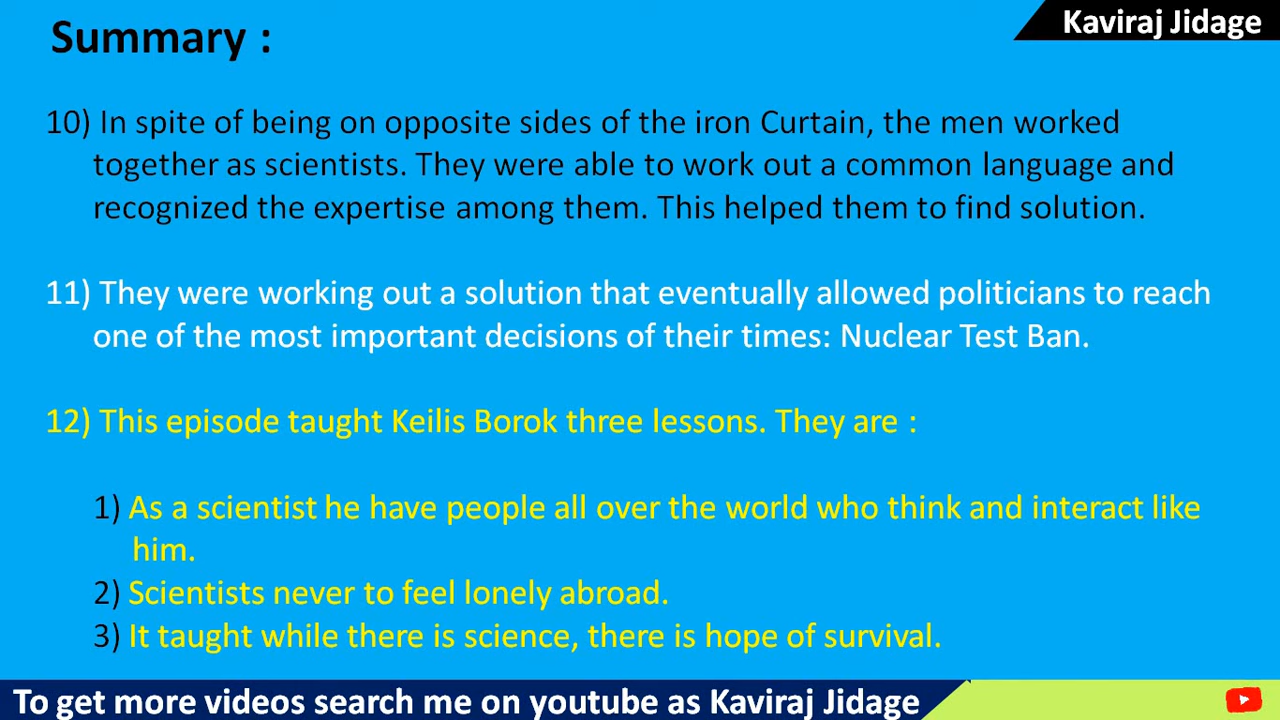 Kaviraj Jidage
Summary :
10) In spite of being on opposite sides of the iron Curtain, the men worked
together as scientists. They were able to work out a common language and
recognized the expertise among them. This helped them to find solution.
11) They were working out a solution that eventually allowed politicians to reach
one of the most important decisions of their times: Nuclear Test Ban.
12) This episode taught Keilis Borok three lessons. They are :
1) As a scientist he have people all over the world who think and interact like
him.
2) Scientists never to feel lonely abroad.
3) It taught while there is science, there is hope of survival.
To get more videos search me on youtube as Kaviraj Jidage